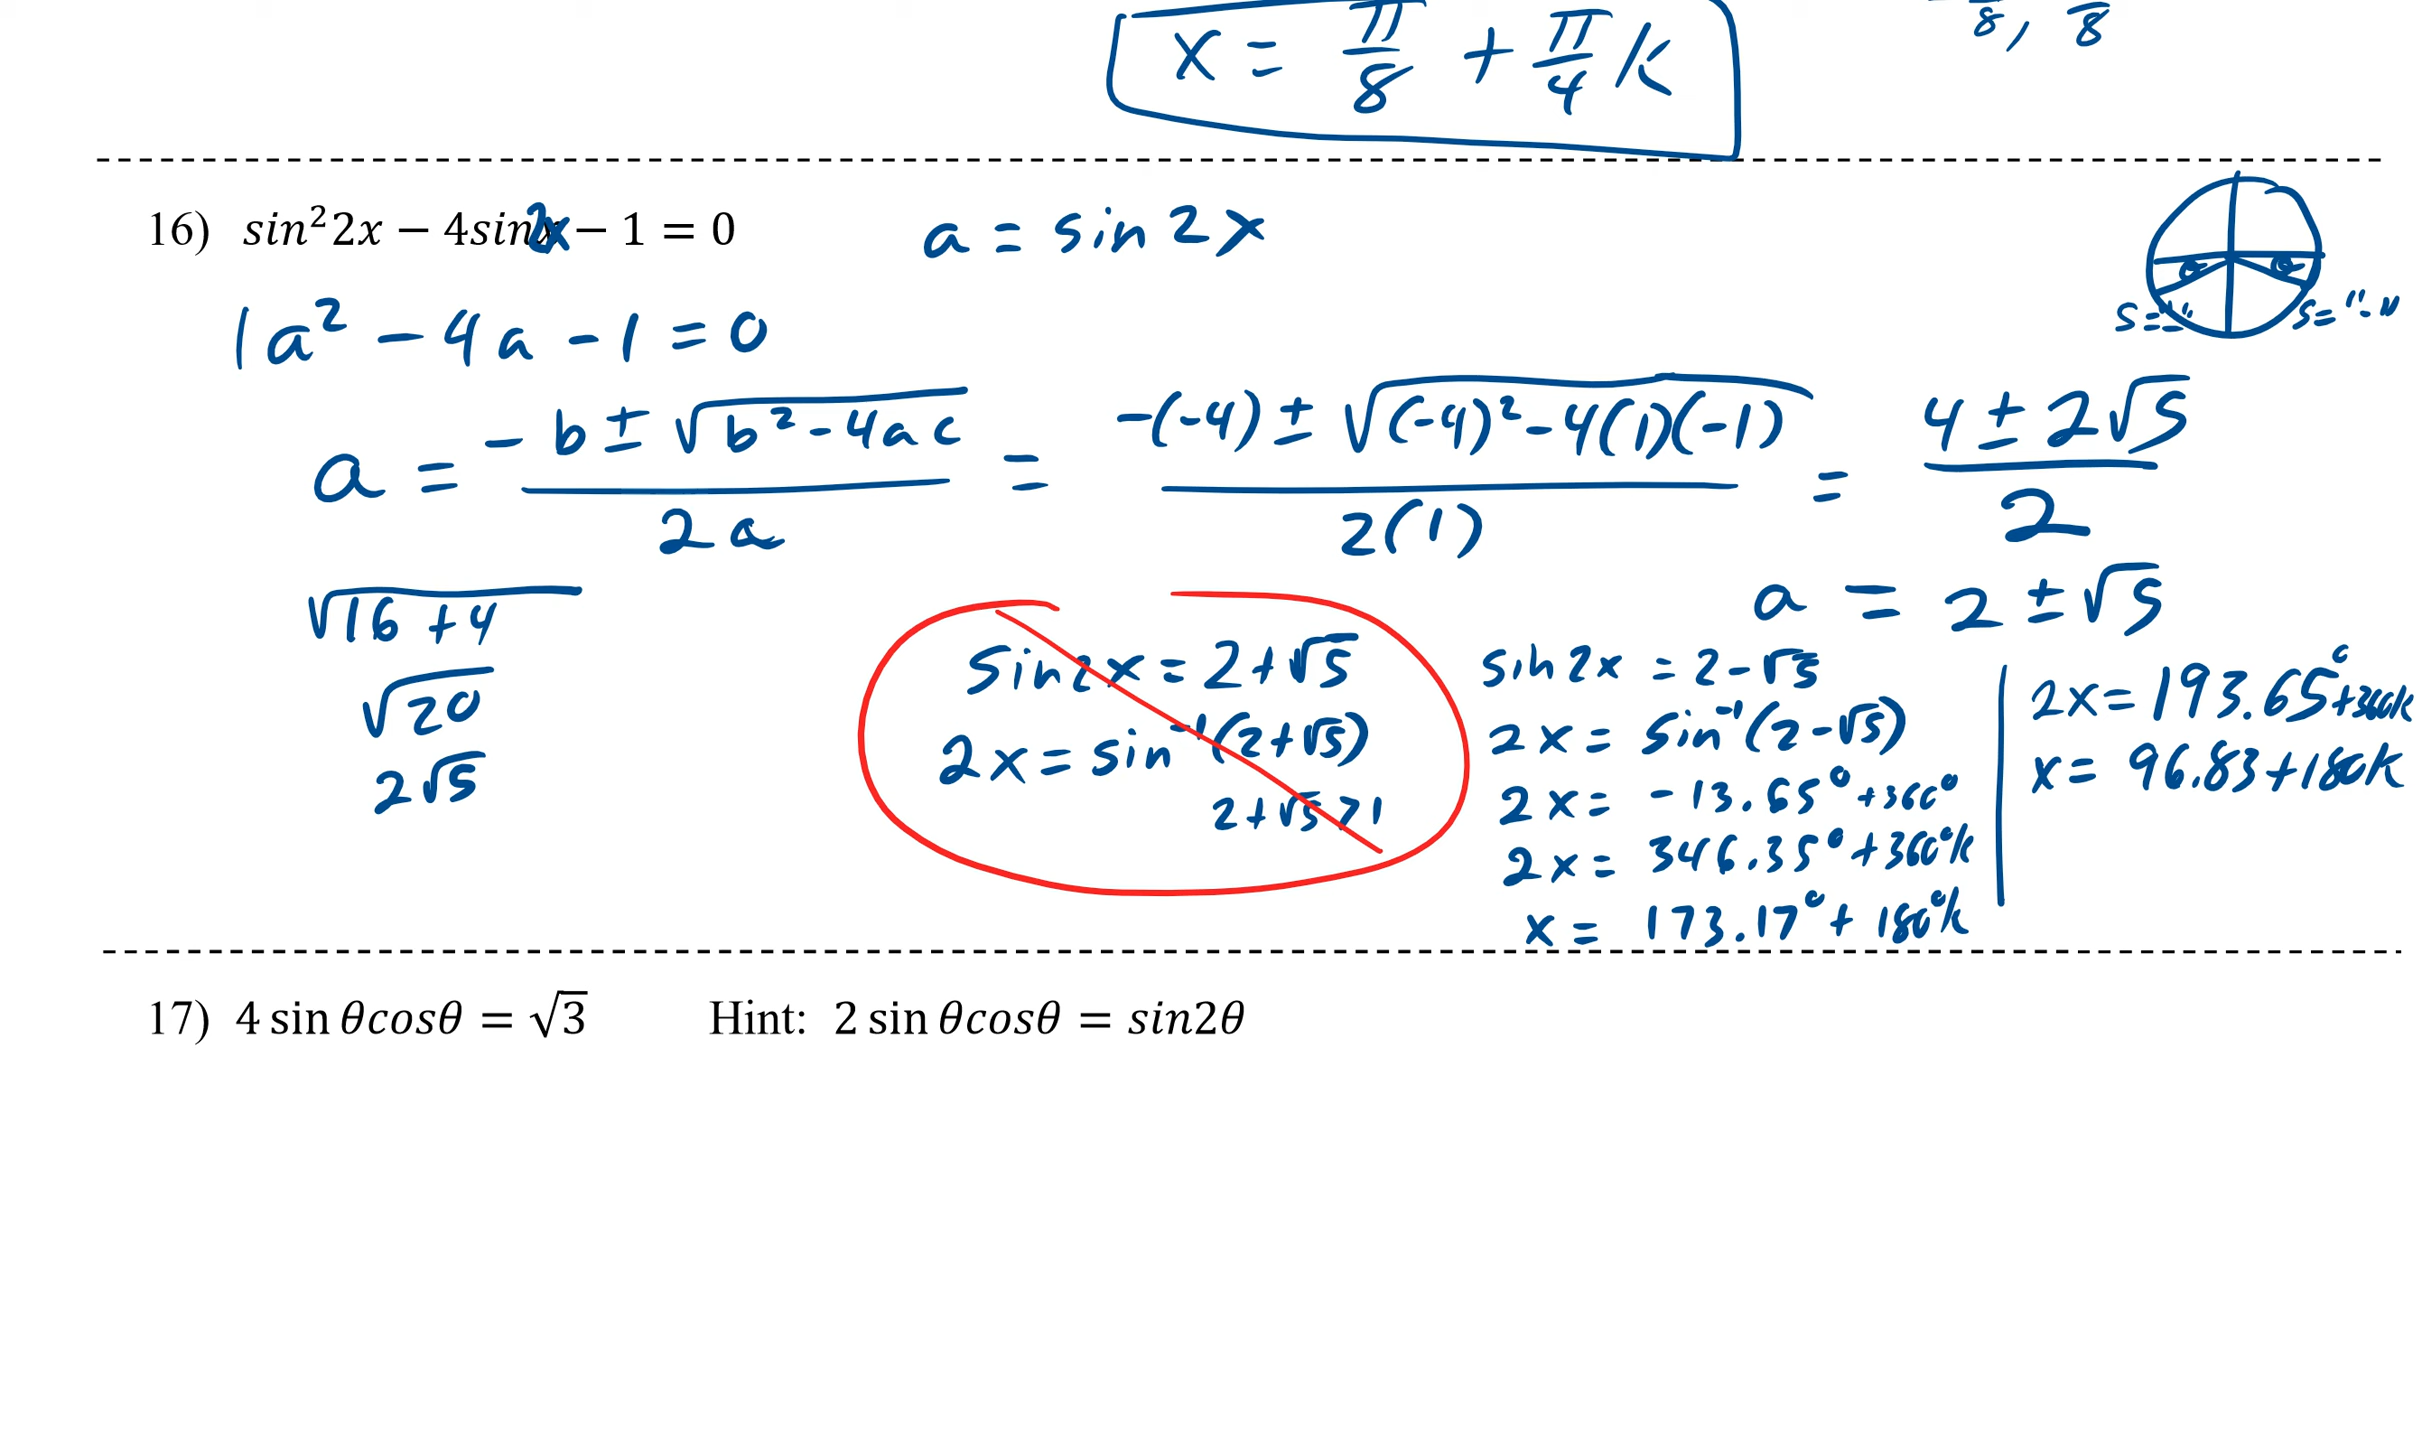 x = π/8 + π/4 k
8, 8
16) sin²2x − 4sin2x − 1 = 0
a = sin2x
1a² − 4a − 1 = 0
s=“-” s=“-”
a = (-b ± √(b²-4ac))/(2a) = (-(-4) ± √((-4)²-4(1)(-1)))/(2(1)) = (4 ± 2√5)/2
a = 2 ± √5
√(16 + 4)
√20
2√5
sin2x = 2+√5
2x = sin⁻¹(2+√5)
2+√5 > 1
sin2x = 2-√5
2x = sin⁻¹(2-√5)
2x = -13.65° + 360°
2x = 346.35° + 360°k
x = 173.17° + 180°k
2x = 193.65° + 360k
x = 96.83 + 180k
17) 4 sin θcosθ = √3 Hint: 2 sin θcosθ = sin2θ